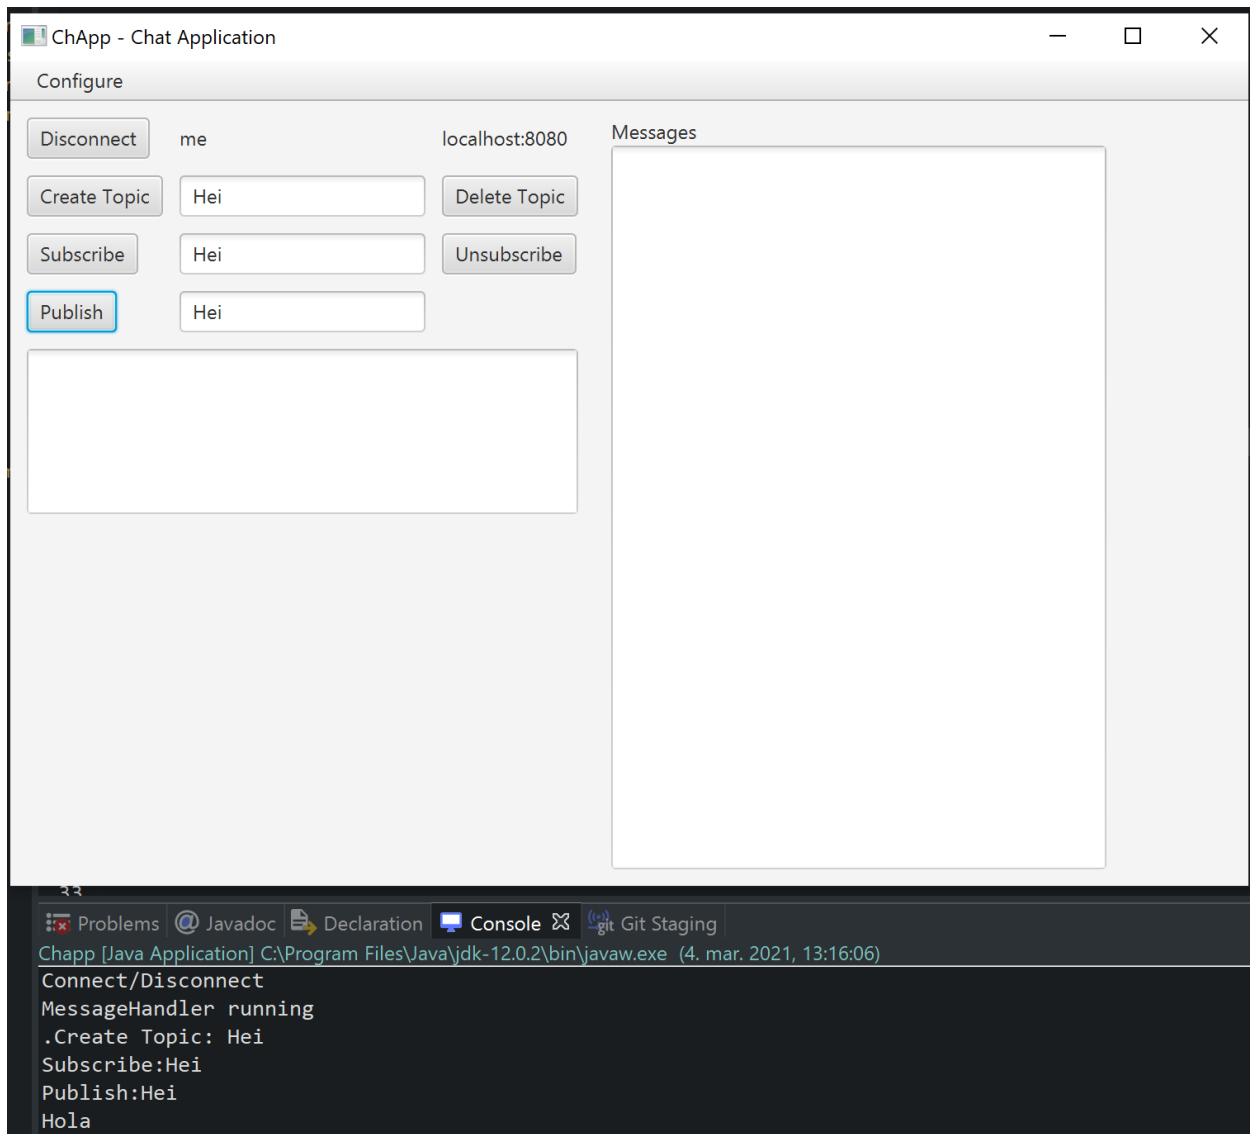 ChApp - Chat Application
Configure
Disconnect me localhost:8080
Create Topic Hei Delete Topic
Subscribe Hei Unsubscribe
Publish Hei
Messages
33
Problems @ Javadoc Declaration Console Git Staging
Chapp [Java Application] C:\Program Files\Java\jdk-12.0.2\bin\javaw.exe (4. mar. 2021, 13:16:06)
Connect/Disconnect
MessageHandler running
.Create Topic: Hei
Subscribe:Hei
Publish:Hei
Hola